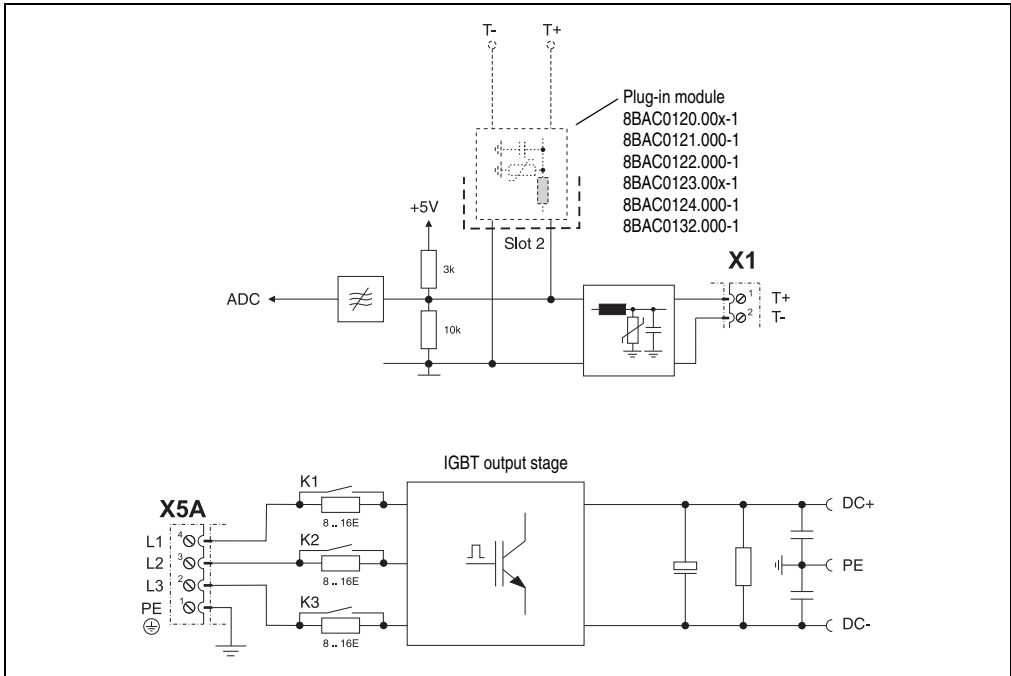 T- T+
Plug-in module
8BAC0120.00x-1
8BAC0121.000-1
8BAC0122.000-1
8BAC0123.00x-1
8BAC0124.000-1
8BAC0132.000-1
+5V
Slot 2
3k
X1
ADC
1 T+
2 T-
10k
IGBT output stage
X5A
K1
8 .. 16E
DC+
L1 4
K2
L2 3
8 .. 16E
PE
L3 2
K3
PE 1
8 .. 16E
DC-